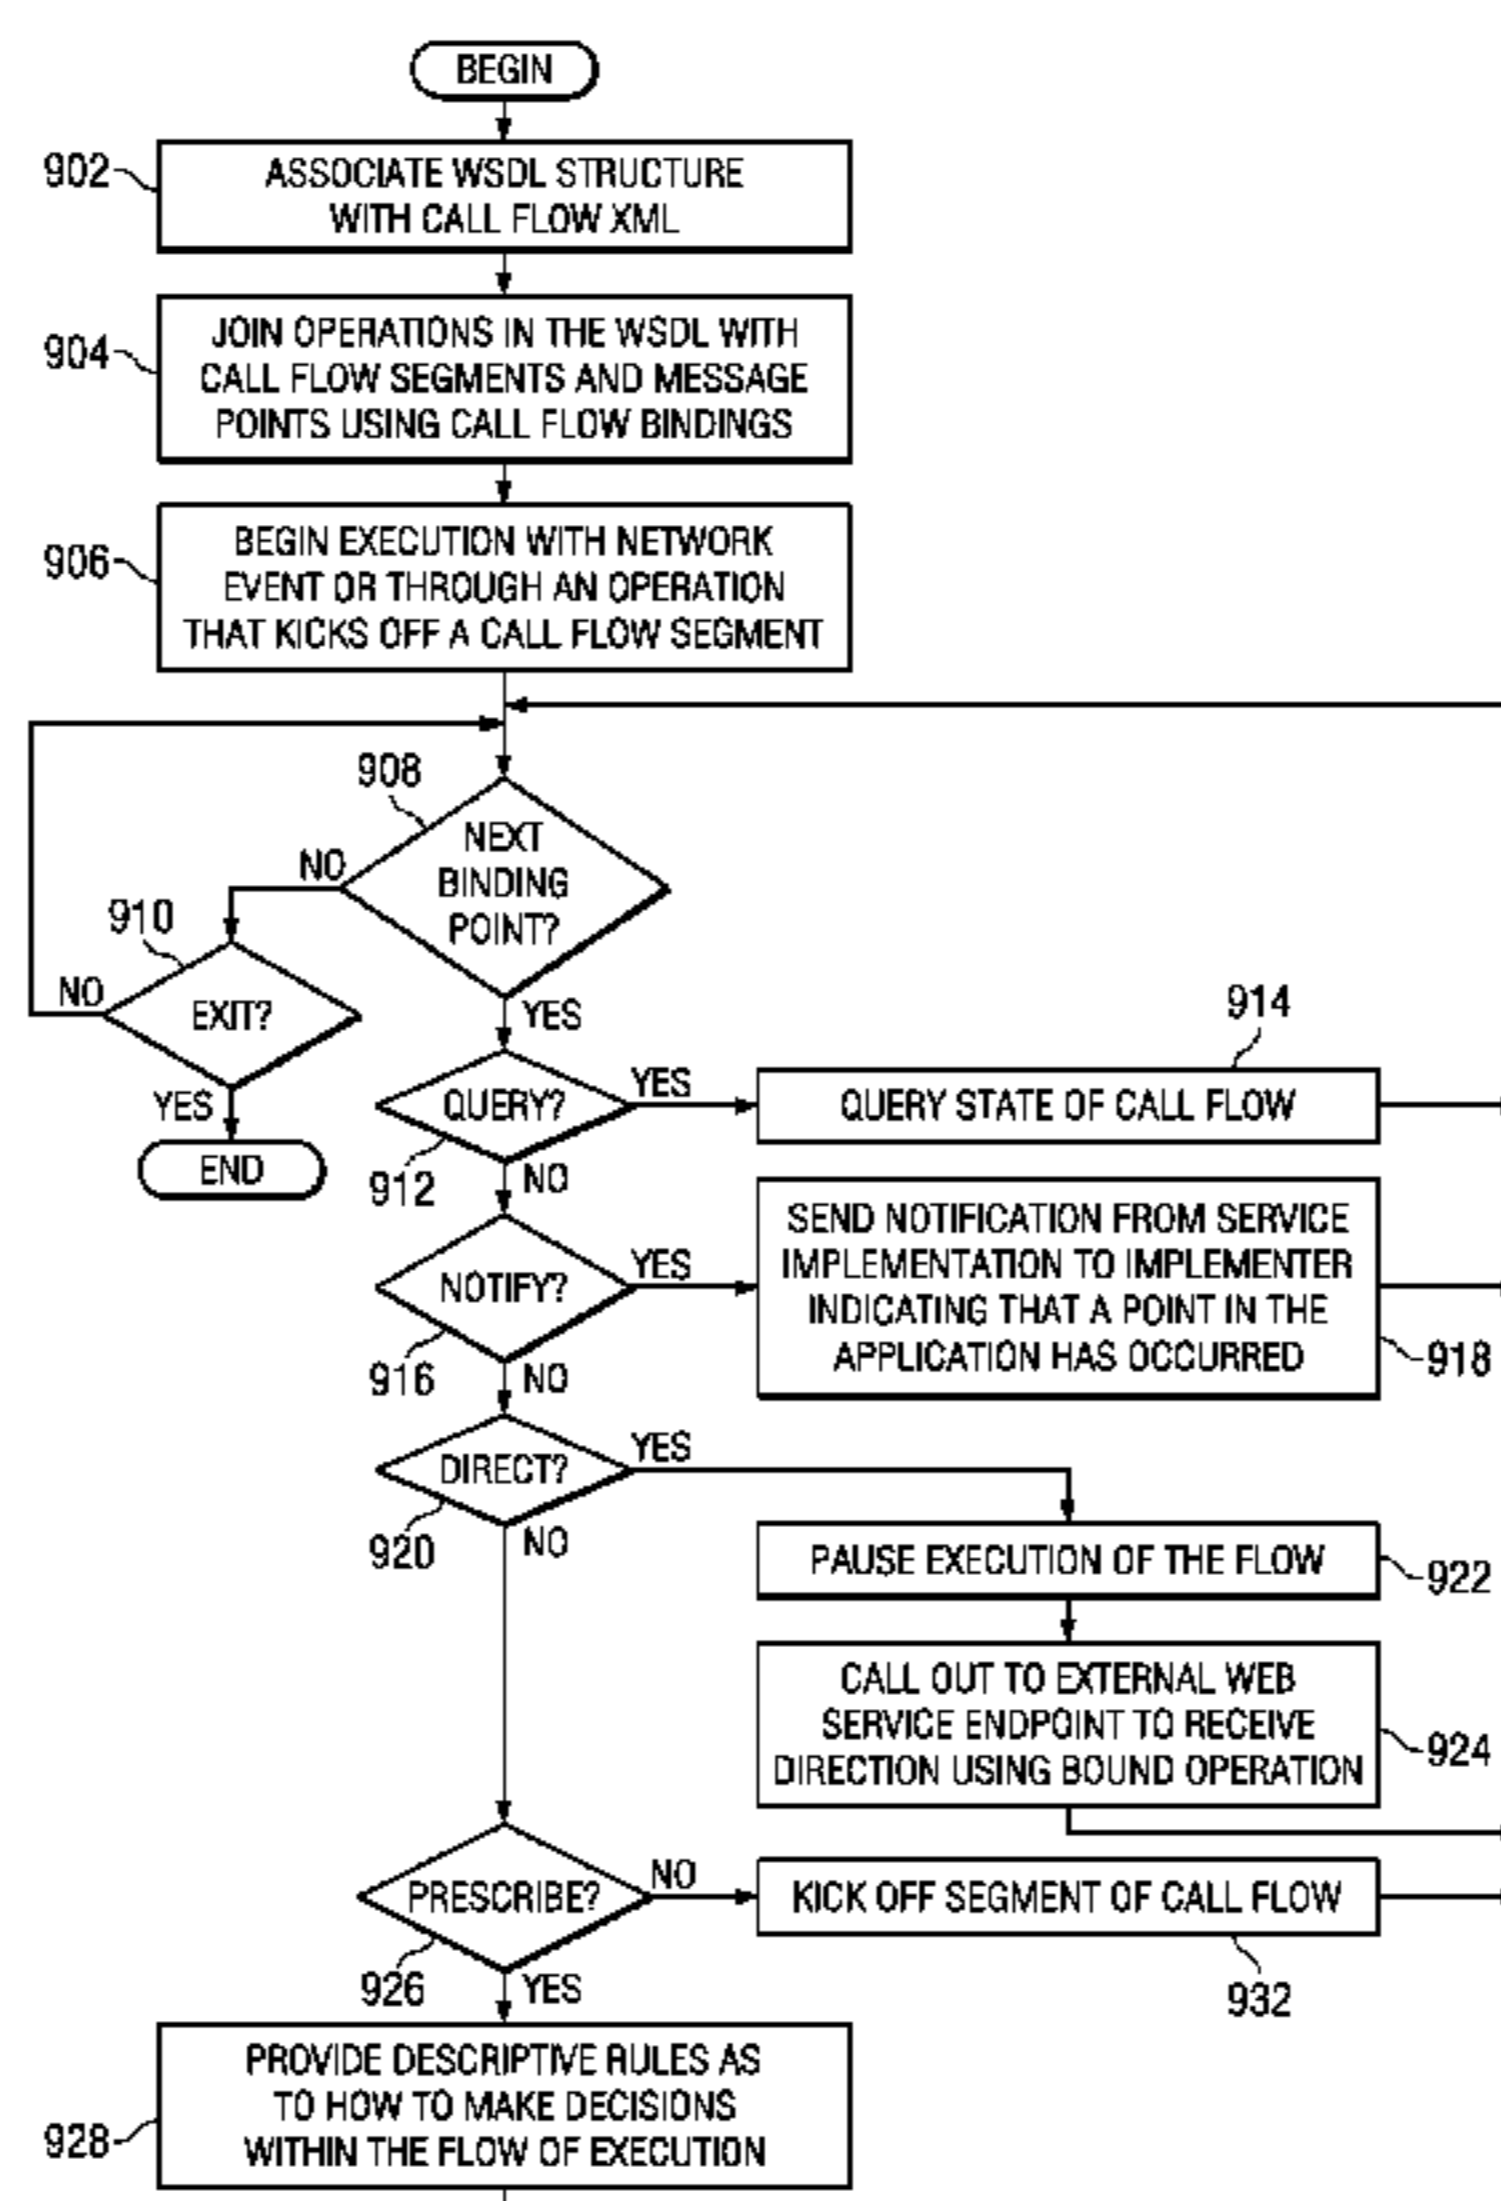 BEGIN
902
ASSOCIATE WSDL STRUCTURE
WITH CALL FLOW XML
904
JOIN OPERATIONS IN THE WSDL WITH
CALL FLOW SEGMENTS AND MESSAGE
POINTS USING CALL FLOW BINDINGS
906
BEGIN EXECUTION WITH NETWORK
EVENT OR THROUGH AN OPERATION
THAT KICKS OFF A CALL FLOW SEGMENT
908
NEXT
BINDING
POINT?
NO
910
NO
EXIT?
YES
YES
END
912
QUERY?
YES
914
QUERY STATE OF CALL FLOW
NO
916
NOTIFY?
YES
SEND NOTIFICATION FROM SERVICE
IMPLEMENTATION TO IMPLEMENTER
INDICATING THAT A POINT IN THE
APPLICATION HAS OCCURRED
918
NO
920
DIRECT?
YES
NO
PAUSE EXECUTION OF THE FLOW
922
CALL OUT TO EXTERNAL WEB
SERVICE ENDPOINT TO RECEIVE
DIRECTION USING BOUND OPERATION
924
PRESCRIBE?
NO
KICK OFF SEGMENT OF CALL FLOW
926
YES
932
928
PROVIDE DESCRIPTIVE RULES AS
TO HOW TO MAKE DECISIONS
WITHIN THE FLOW OF EXECUTION